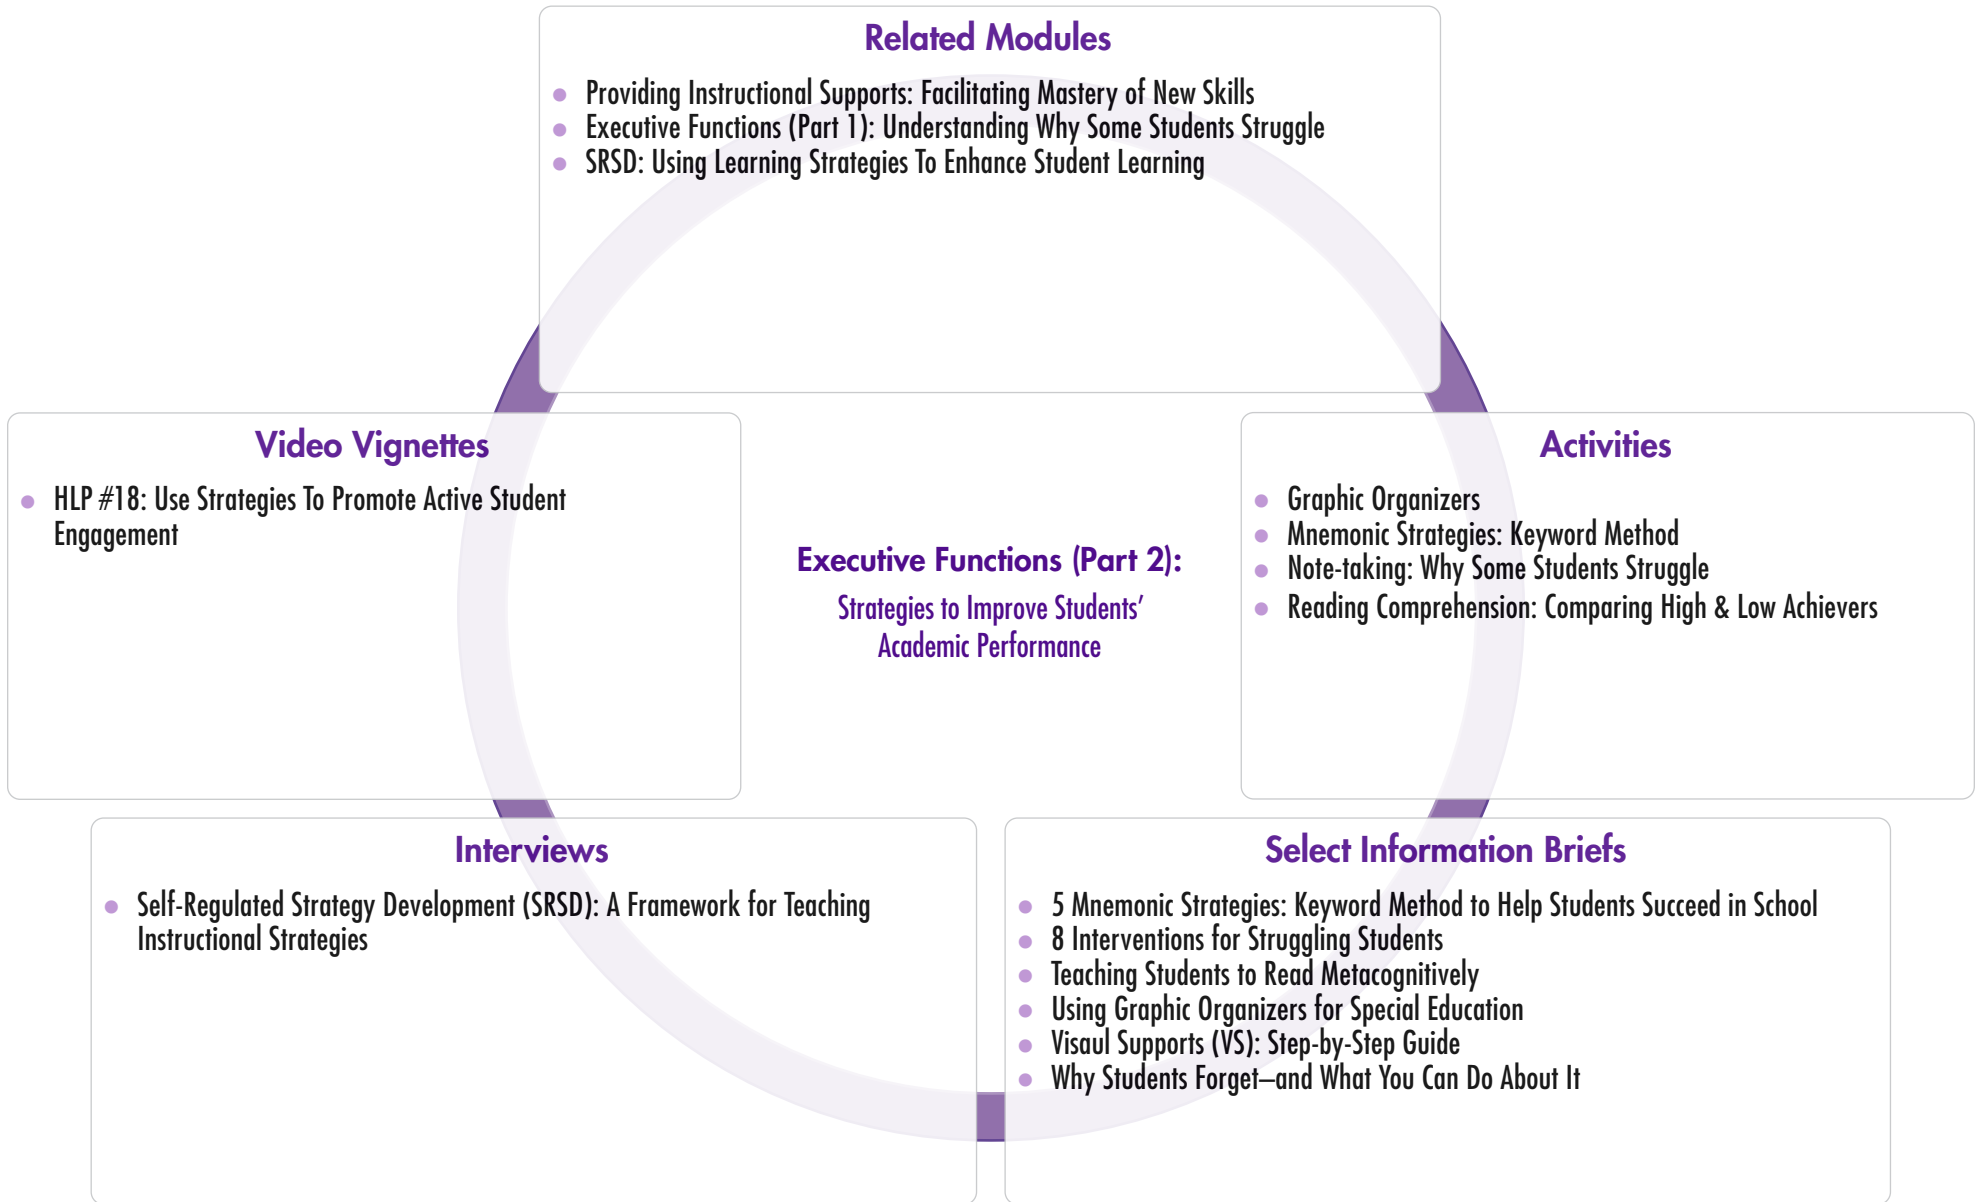 Related Modules
Providing Instructional Supports: Facilitating Mastery of New Skills
Executive Functions (Part 1): Understanding Why Some Students Struggle
SRSD: Using Learning Strategies To Enhance Student Learning
Video Vignettes
HLP #18: Use Strategies To Promote Active Student
Engagement
Executive Functions (Part 2):
Strategies to Improve Students’
Academic Performance
Activities
Graphic Organizers
Mnemonic Strategies: Keyword Method
Note-taking: Why Some Students Struggle
Reading Comprehension: Comparing High & Low Achievers
Interviews
Self-Regulated Strategy Development (SRSD): A Framework for Teaching
Instructional Strategies
Select Information Briefs
5 Mnemonic Strategies: Keyword Method to Help Students Succeed in School
8 Interventions for Struggling Students
Teaching Students to Read Metacognitively
Using Graphic Organizers for Special Education
Visaul Supports (VS): Step-by-Step Guide
Why Students Forget—and What You Can Do About It